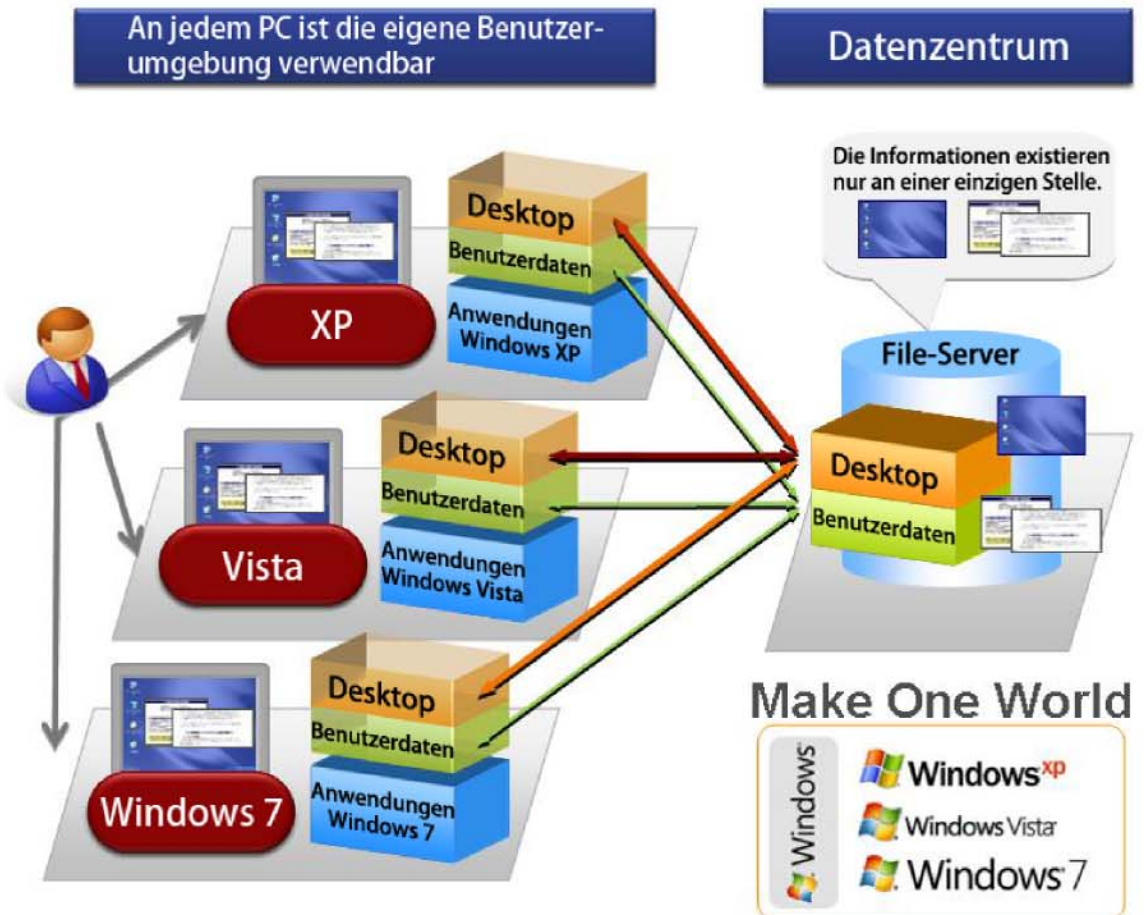 An jedem PC ist die eigene Benutzer-
umgebung verwendbar
Datenzentrum
Die Informationen existieren
nur an einer einzigen Stelle.
Desktop
Benutzerdaten
Anwendungen
Windows XP
XP
File-Server
Desktop
Benutzerdaten
Desktop
Benutzerdaten
Anwendungen
Windows Vista
Vista
Desktop
Benutzerdaten
Anwendungen
Windows 7
Windows 7
Make One World
Windows
Windows xp
Windows Vista
Windows 7